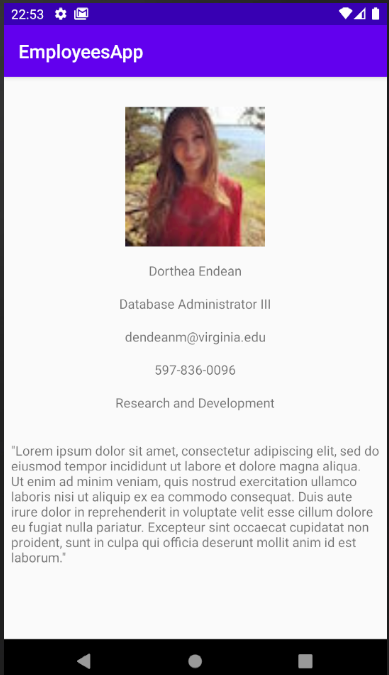 22:53
EmployeesApp
Dorthea Endean
Database Administrator III
dendeanm@virginia.edu
597-836-0096
Research and Development
"Lorem ipsum dolor sit amet, consectetur adipiscing elit, sed do
eiusmod tempor incididunt ut labore et dolore magna aliqua.
Ut enim ad minim veniam, quis nostrud exercitation ullamco
laboris nisi ut aliquip ex ea commodo consequat. Duis aute
irure dolor in reprehenderit in voluptate velit esse cillum dolore
eu fugiat nulla pariatur. Excepteur sint occaecat cupidatat non
proident, sunt in culpa qui officia deserunt mollit anim id est
laborum."